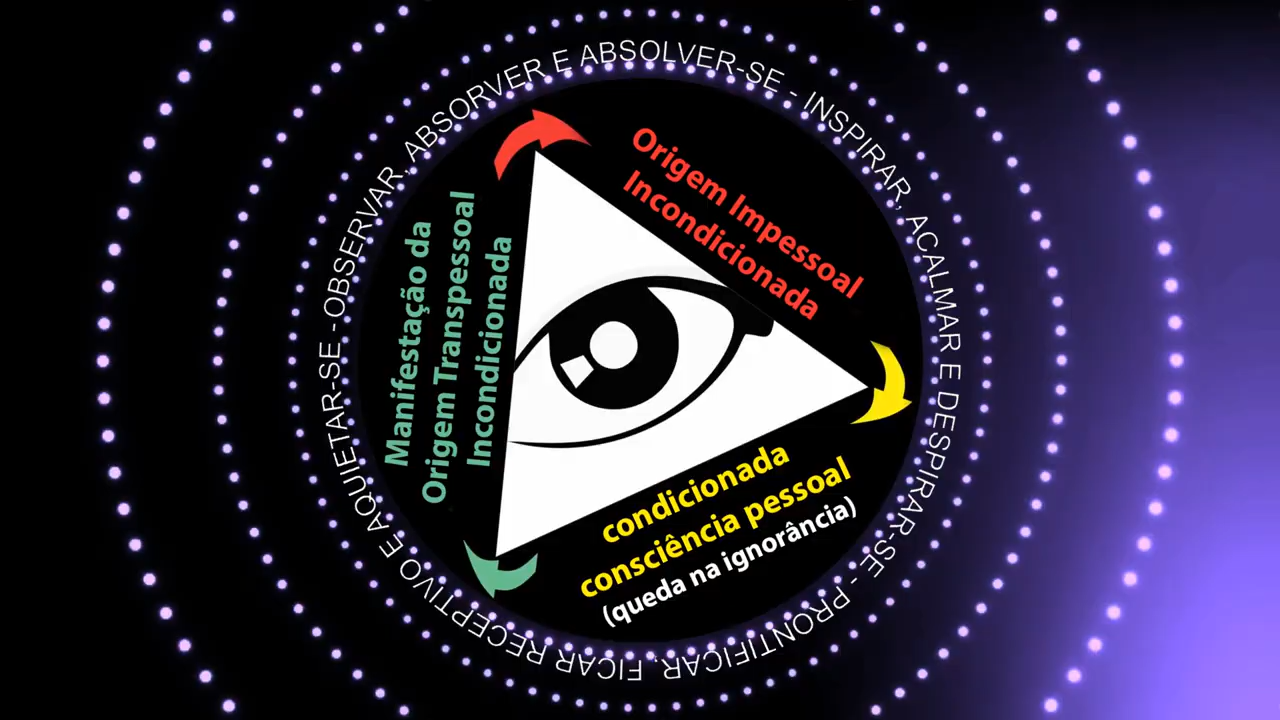 OBSERVAR, ABSORVER E ABSOLVER-SE - INSPIRAR, ACALMAR E DESPIRAR-SE - PRONTIFICAR, FICAR RECEPTIVO E AQUIETAR-SE -
Origem Impessoal
Incondicionada
condicionada
consciência pessoal
(queda na ignorância)
Manifestação da
Origem Transpessoal
Incondicionada